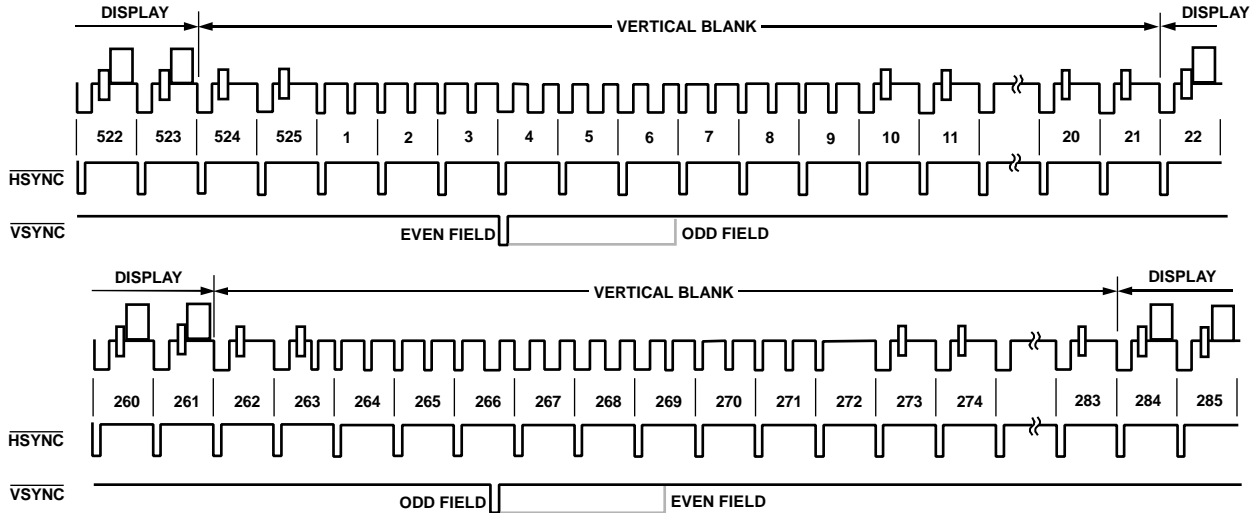 DISPLAY VERTICAL BLANK DISPLAY
522 523 524 525 1 2 3 4 5 6 7 8 9 10 11 20 21 22
HSYNC
VSYNC EVEN FIELD ODD FIELD
DISPLAY VERTICAL BLANK DISPLAY
260 261 262 263 264 265 266 267 268 269 270 271 272 273 274 283 284 285
HSYNC
VSYNC ODD FIELD EVEN FIELD